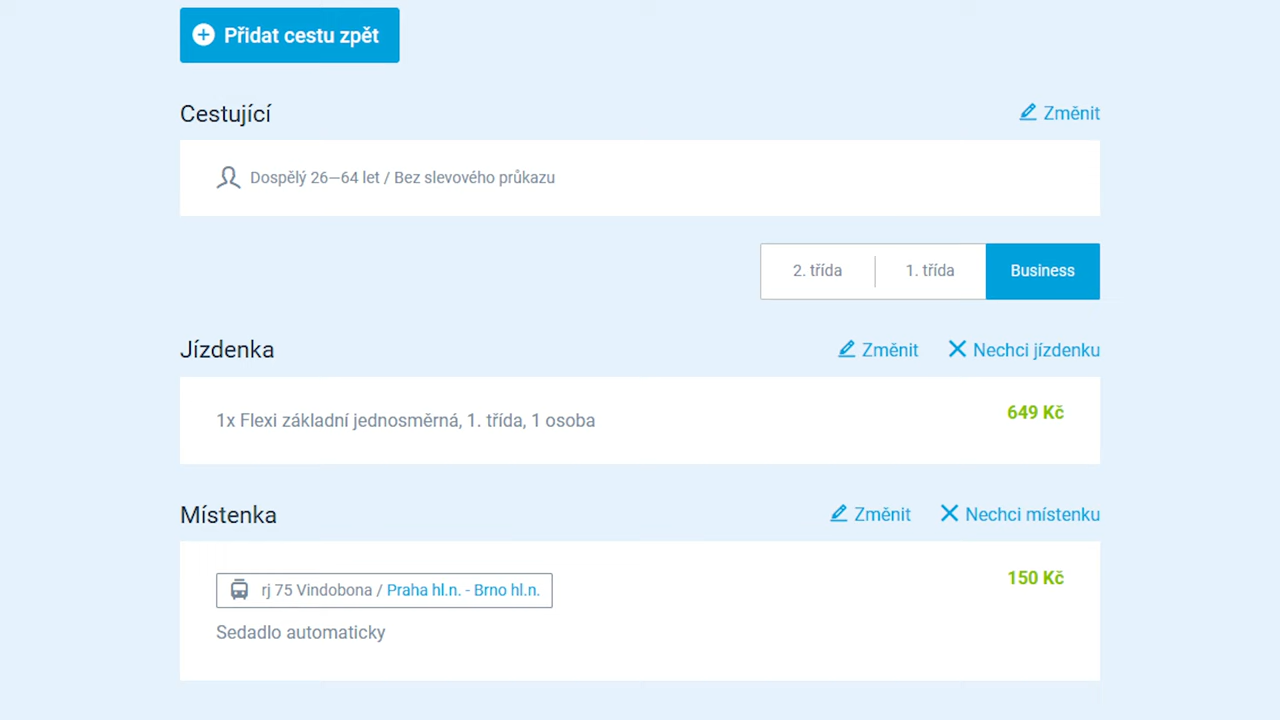 Přidat cestu zpět
Cestující
Změnit
Dospělý 26—64 let / Bez slevového průkazu
2. třída
1. třída
Business
Jízdenka
Změnit
Nechci jízdenku
1x Flexi základní jednosměrná, 1. třída, 1 osoba
649 Kč
Místenka
Změnit
Nechci místenku
rj 75 Vindobona / Praha hl.n. - Brno hl.n.
150 Kč
Sedadlo automaticky